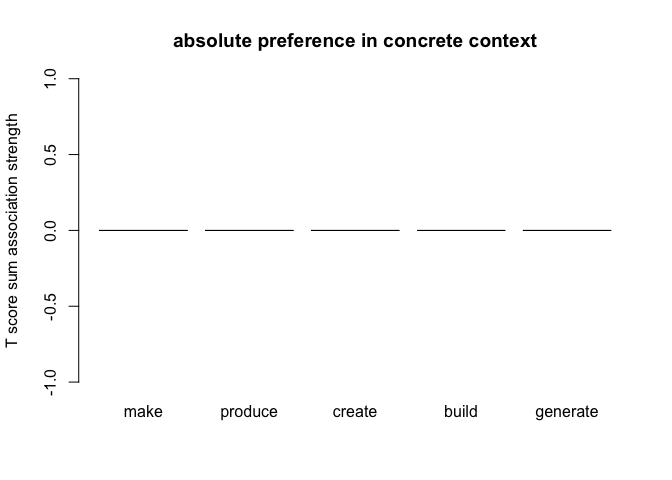 absolute preference in concrete context
T score sum association strength
1.0
0.5
0.0
-0.5
-1.0
make produce create build generate